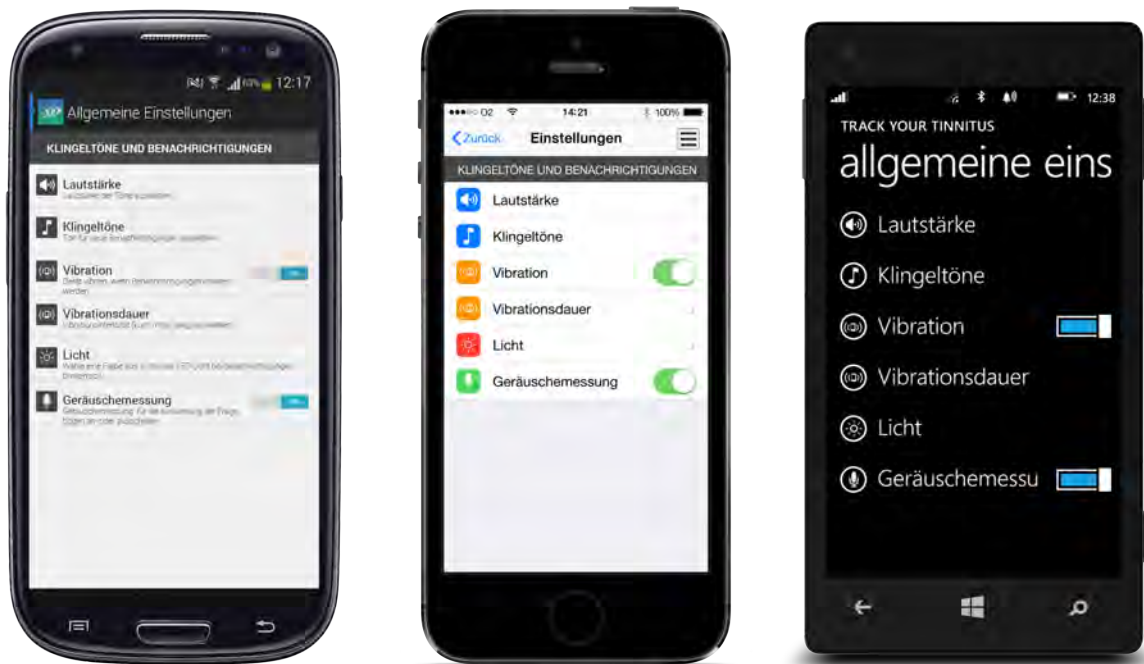 12:17
Allgemeine Einstellungen
KLINGELTÖNE UND BENACHRICHTIGUNGEN
Lautstärke
Klingeltöne
Vibration
werden
Vibrationsdauer
Licht
Geräuschemessung
O2 14:21 100%
Zurück Einstellungen
KLINGELTÖNE UND BENACHRICHTIGUNGEN
Lautstärke
Klingeltöne
Vibration
Vibrationsdauer
Licht
Geräuschemessung
12:38
TRACK YOUR TINNITUS
allgemeine eins
Lautstärke
Klingeltöne
Vibration
Vibrationsdauer
Licht
Geräuschemessu